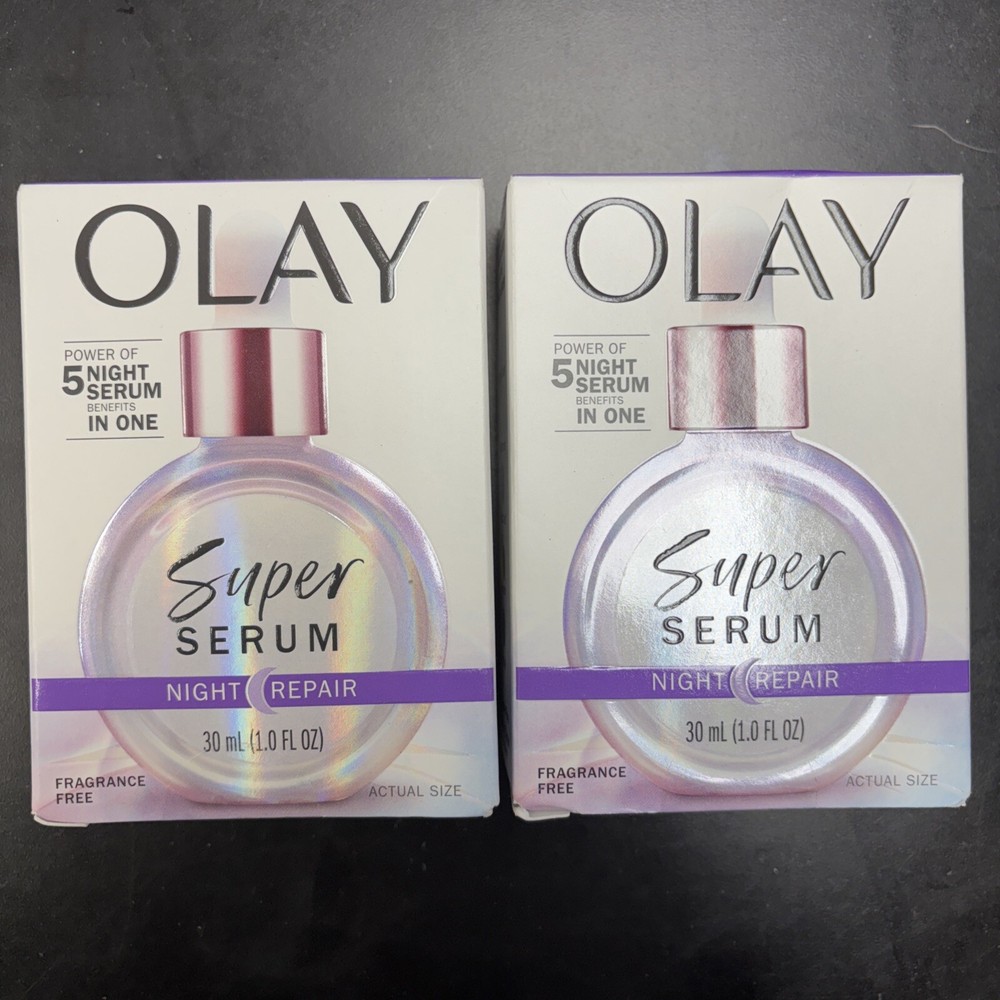 OLAY
POWER OF
5 NIGHT
SERUM
BENEFITS
IN ONE
Super
SERUM
NIGHT REPAIR
30 mL (1.0 FL OZ)
FRAGRANCE
FREE
ACTUAL SIZE
OLAY
POWER OF
5 NIGHT
SERUM
BENEFITS
IN ONE
Super
SERUM
NIGHT REPAIR
30 mL (1.0 FL OZ)
FRAGRANCE
FREE
ACTUAL SIZE